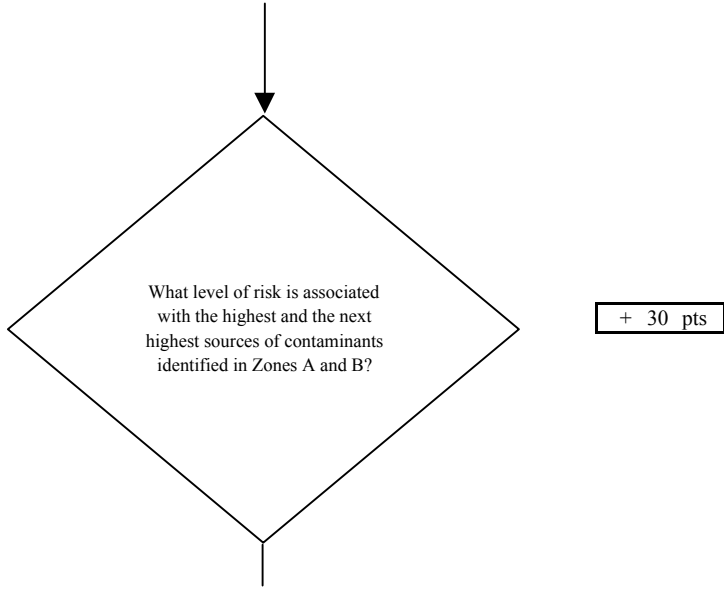 What level of risk is associated
with the highest and the next
highest sources of contaminants
identified in Zones A and B?
+ 30 pts